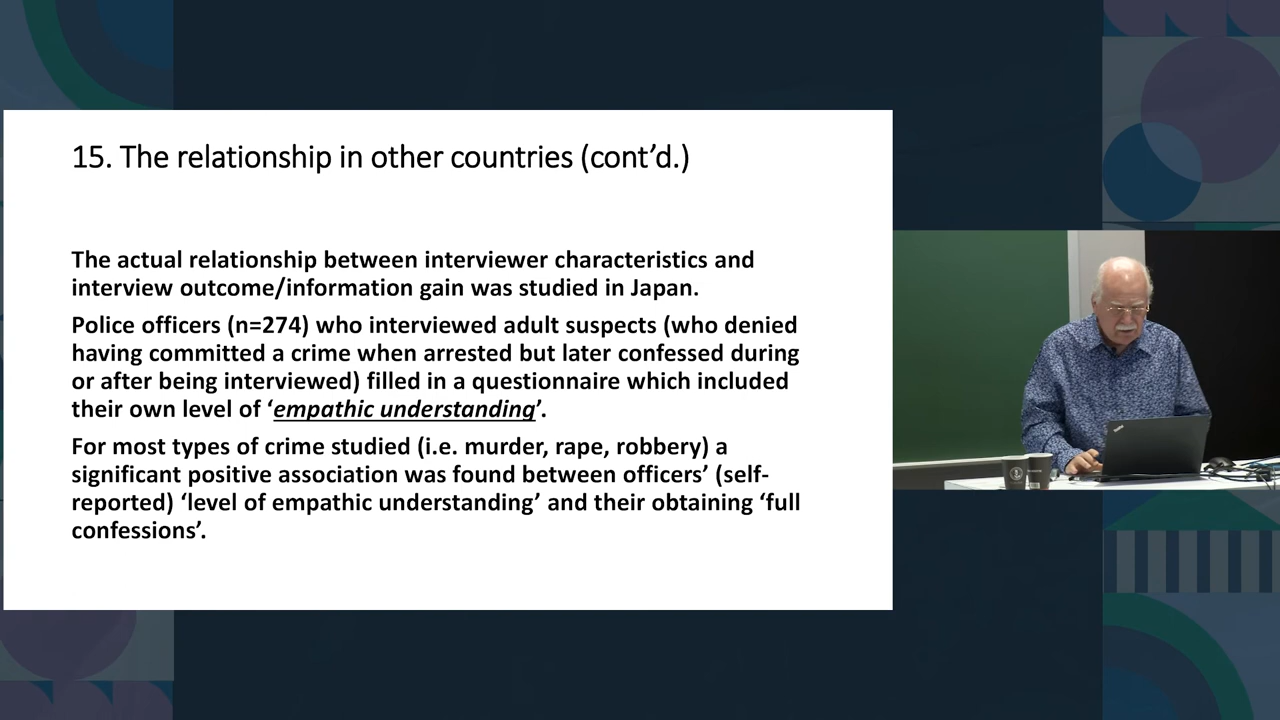 15. The relationship in other countries (cont’d.)
The actual relationship between interviewer characteristics and
interview outcome/information gain was studied in Japan.
Police officers (n=274) who interviewed adult suspects (who denied
having committed a crime when arrested but later confessed during
or after being interviewed) filled in a questionnaire which included
their own level of ‘empathic understanding’.
For most types of crime studied (i.e. murder, rape, robbery) a
significant positive association was found between officers’ (self-
reported) ‘level of empathic understanding’ and their obtaining ‘full
confessions’.